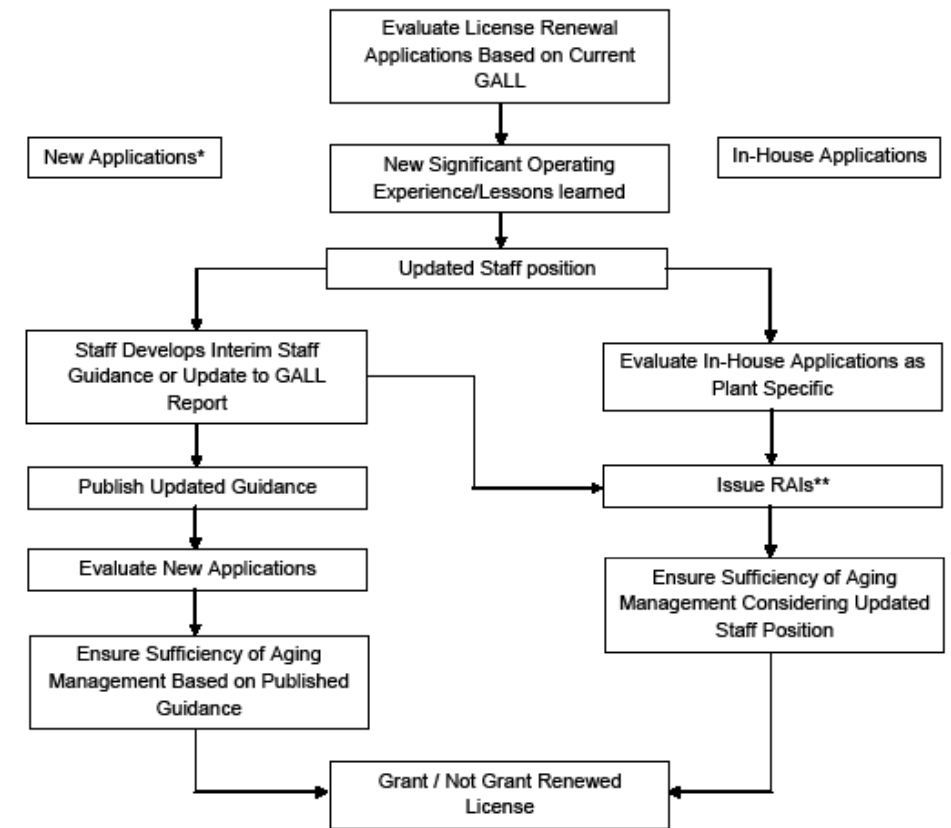 Evaluate License Renewal
Applications Based on Current
GALL
New Applications*
In-House Applications
New Significant Operating
Experience/Lessons learned
Updated Staff position
Staff Develops Interim Staff
Guidance or Update to GALL
Report
Evaluate In-House Applications as
Plant Specific
Publish Updated Guidance
Issue RAIs**
Evaluate New Applications
Ensure Sufficiency of Aging
Management Considering Updated
Staff Position
Ensure Sufficiency of Aging
Management Based on Published
Guidance
Grant / Not Grant Renewed
License